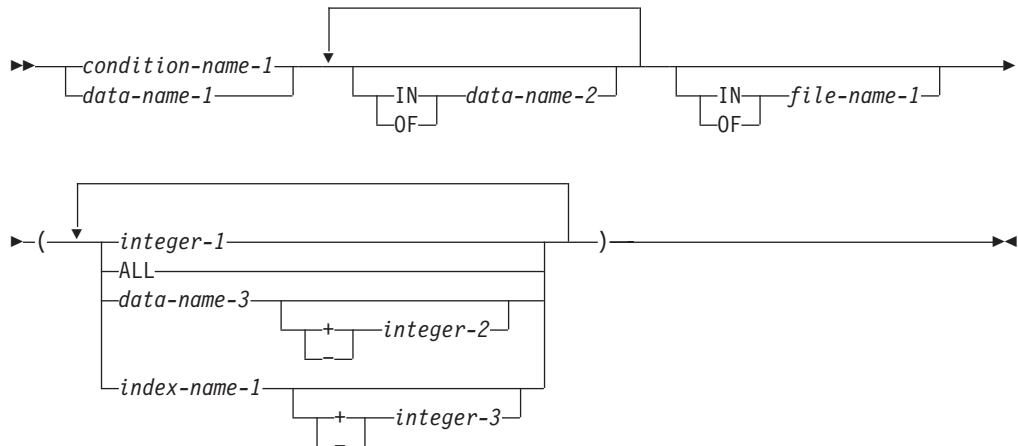 condition-name-1
data-name-1
IN data-name-2
OF
IN file-name-1
OF
( integer-1 )
ALL
data-name-3
+ integer-2
–
index-name-1
+ integer-3
–